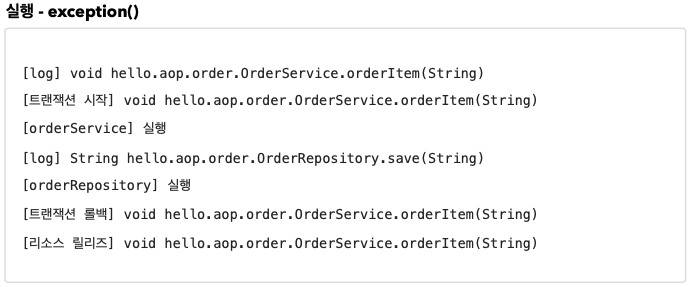 실행 - exception()
[log] void hello.aop.order.OrderService.orderItem(String)
[트랜잭션 시작] void hello.aop.order.OrderService.orderItem(String)
[orderService] 실행
[log] String hello.aop.order.OrderRepository.save(String)
[orderRepository] 실행
[트랜잭션 롤백] void hello.aop.order.OrderService.orderItem(String)
[리소스 릴리즈] void hello.aop.order.OrderService.orderItem(String)